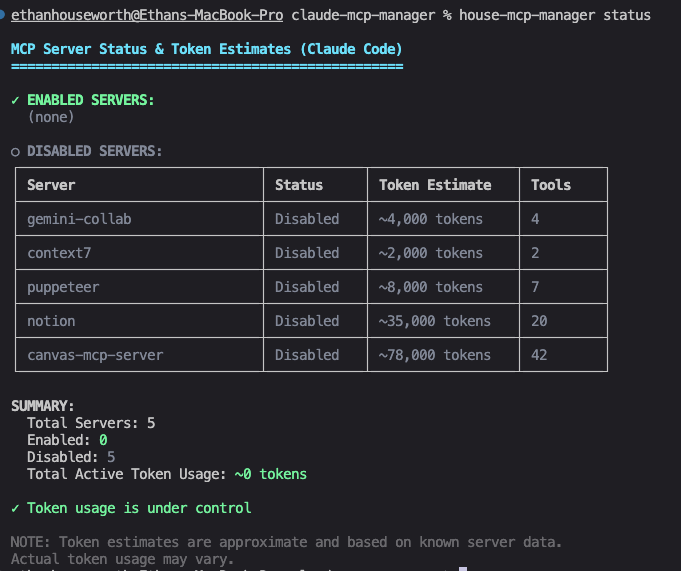 ethanhouseworth@Ethans-MacBook-Pro claude-mcp-manager % house-mcp-manager status
MCP Server Status & Token Estimates (Claude Code)
=================================================
✓ ENABLED SERVERS:
(none)
○ DISABLED SERVERS:
Server Status Token Estimate Tools
gemini-collab Disabled ~4,000 tokens 4
context7 Disabled ~2,000 tokens 2
puppeteer Disabled ~8,000 tokens 7
notion Disabled ~35,000 tokens 20
canvas-mcp-server Disabled ~78,000 tokens 42
SUMMARY:
Total Servers: 5
Enabled: 0
Disabled: 5
Total Active Token Usage: ~0 tokens
✓ Token usage is under control
NOTE: Token estimates are approximate and based on known server data.
Actual token usage may vary.